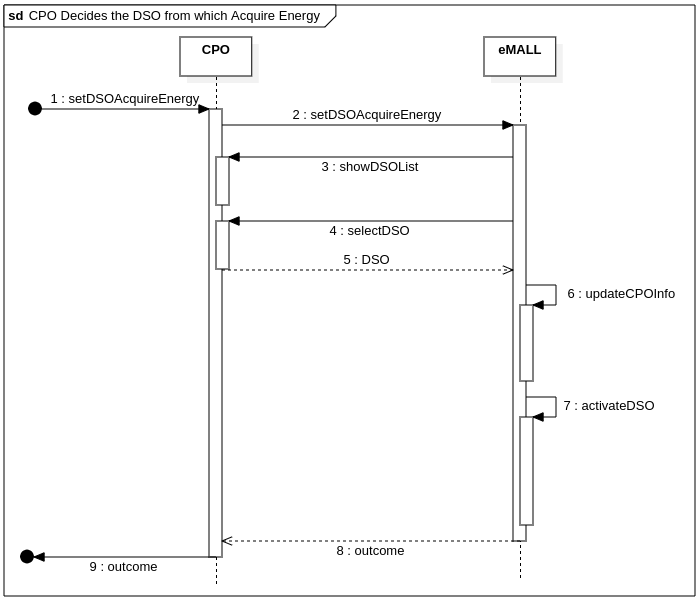 sd CPO Decides the DSO from which Acquire Energy
CPO
eMALL
1 : setDSOAcquireEnergy
2 : setDSOAcquireEnergy
3 : showDSOList
4 : selectDSO
5 : DSO
6 : updateCPOInfo
7 : activateDSO
8 : outcome
9 : outcome